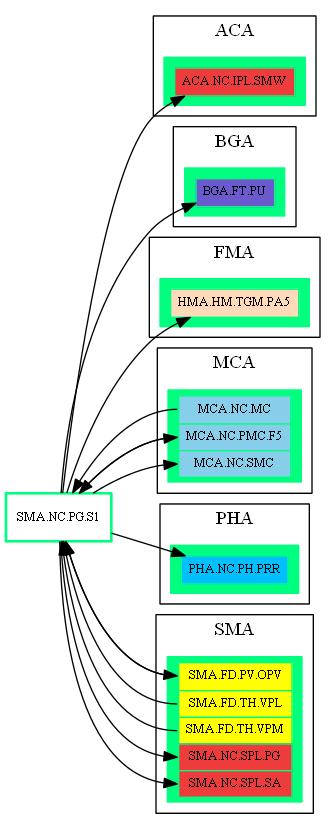 ACA
ACA.NC.IPL.SMW
BGA
BGA.FT.PU
FMA
HMA.HM.TGM.PA5
MCA
MCA.NC.MC
MCA.NC.PMC.F5
MCA.NC.SMC
SMA.NC.PG.S1
PHA
PHA.NC.PH.PRR
SMA
SMA.FD.PV.OPV
SMA.FD.TH.VPL
SMA.FD.TH.VPM
SMA.NC.SPL.PG
SMA.NC.SPL.SA